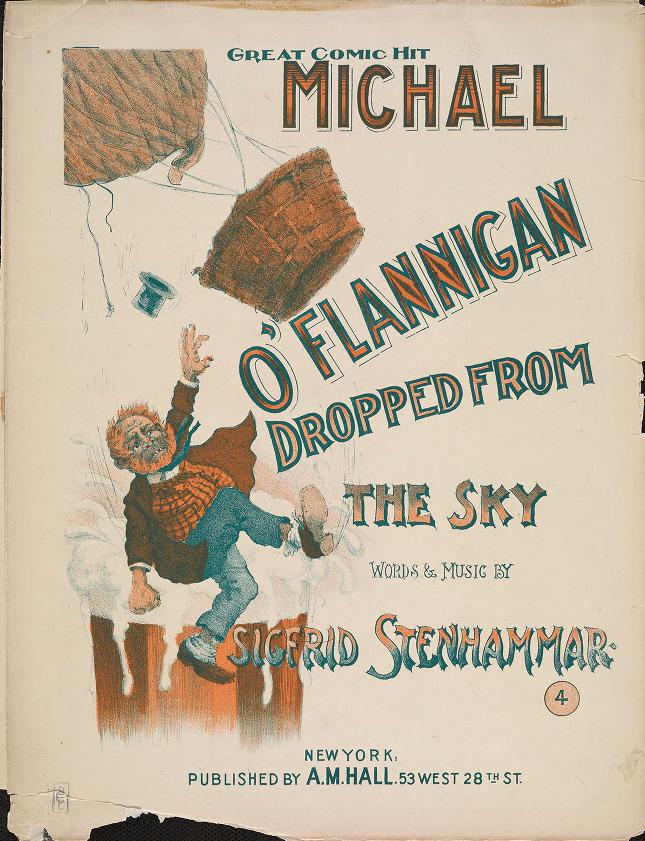 GREAT COMIC HIT
MICHAEL
O'FLANNIGAN
DROPPED FROM
THE SKY
WORDS & MUSIC BY
SIGFRID STENHAMMAR.
4
NEW YORK,
PUBLISHED BY A.M.HALL. 53 WEST 28TH ST.